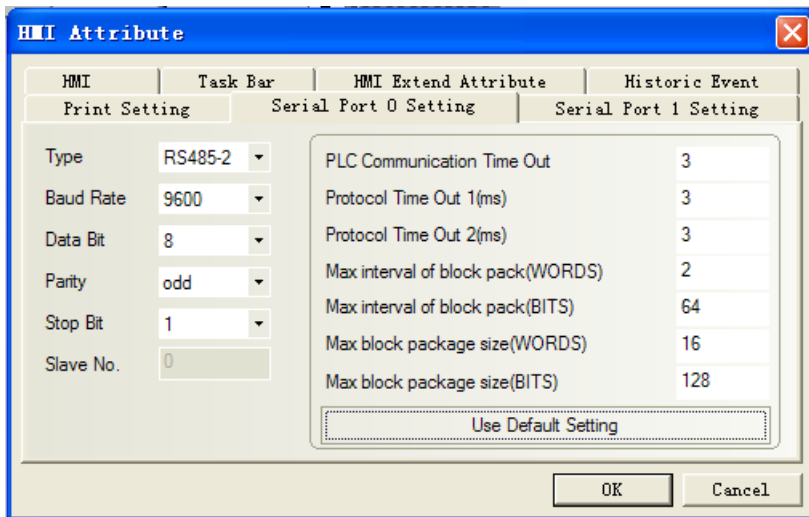 HMI Attribute
HMI Task Bar HMI Extend Attribute Historic Event
Print Setting Serial Port 0 Setting Serial Port 1 Setting
Type RS485-2
Baud Rate 9600
Data Bit 8
Parity odd
Stop Bit 1
Slave No. 0
PLC Communication Time Out 3
Protocol Time Out 1(ms) 3
Protocol Time Out 2(ms) 3
Max interval of block pack(WORDS) 2
Max interval of block pack(BITS) 64
Max block package size(WORDS) 16
Max block package size(BITS) 128
Use Default Setting
OK Cancel